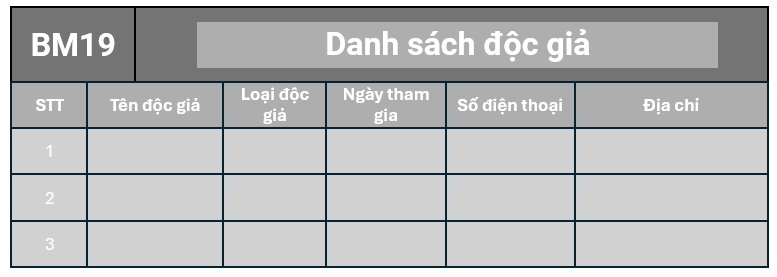 BM19
Danh sách độc giả
STT
Tên độc giả
Loại độc
giả
Ngày tham
gia
Số điện thoại
Địa chỉ
1
2
3